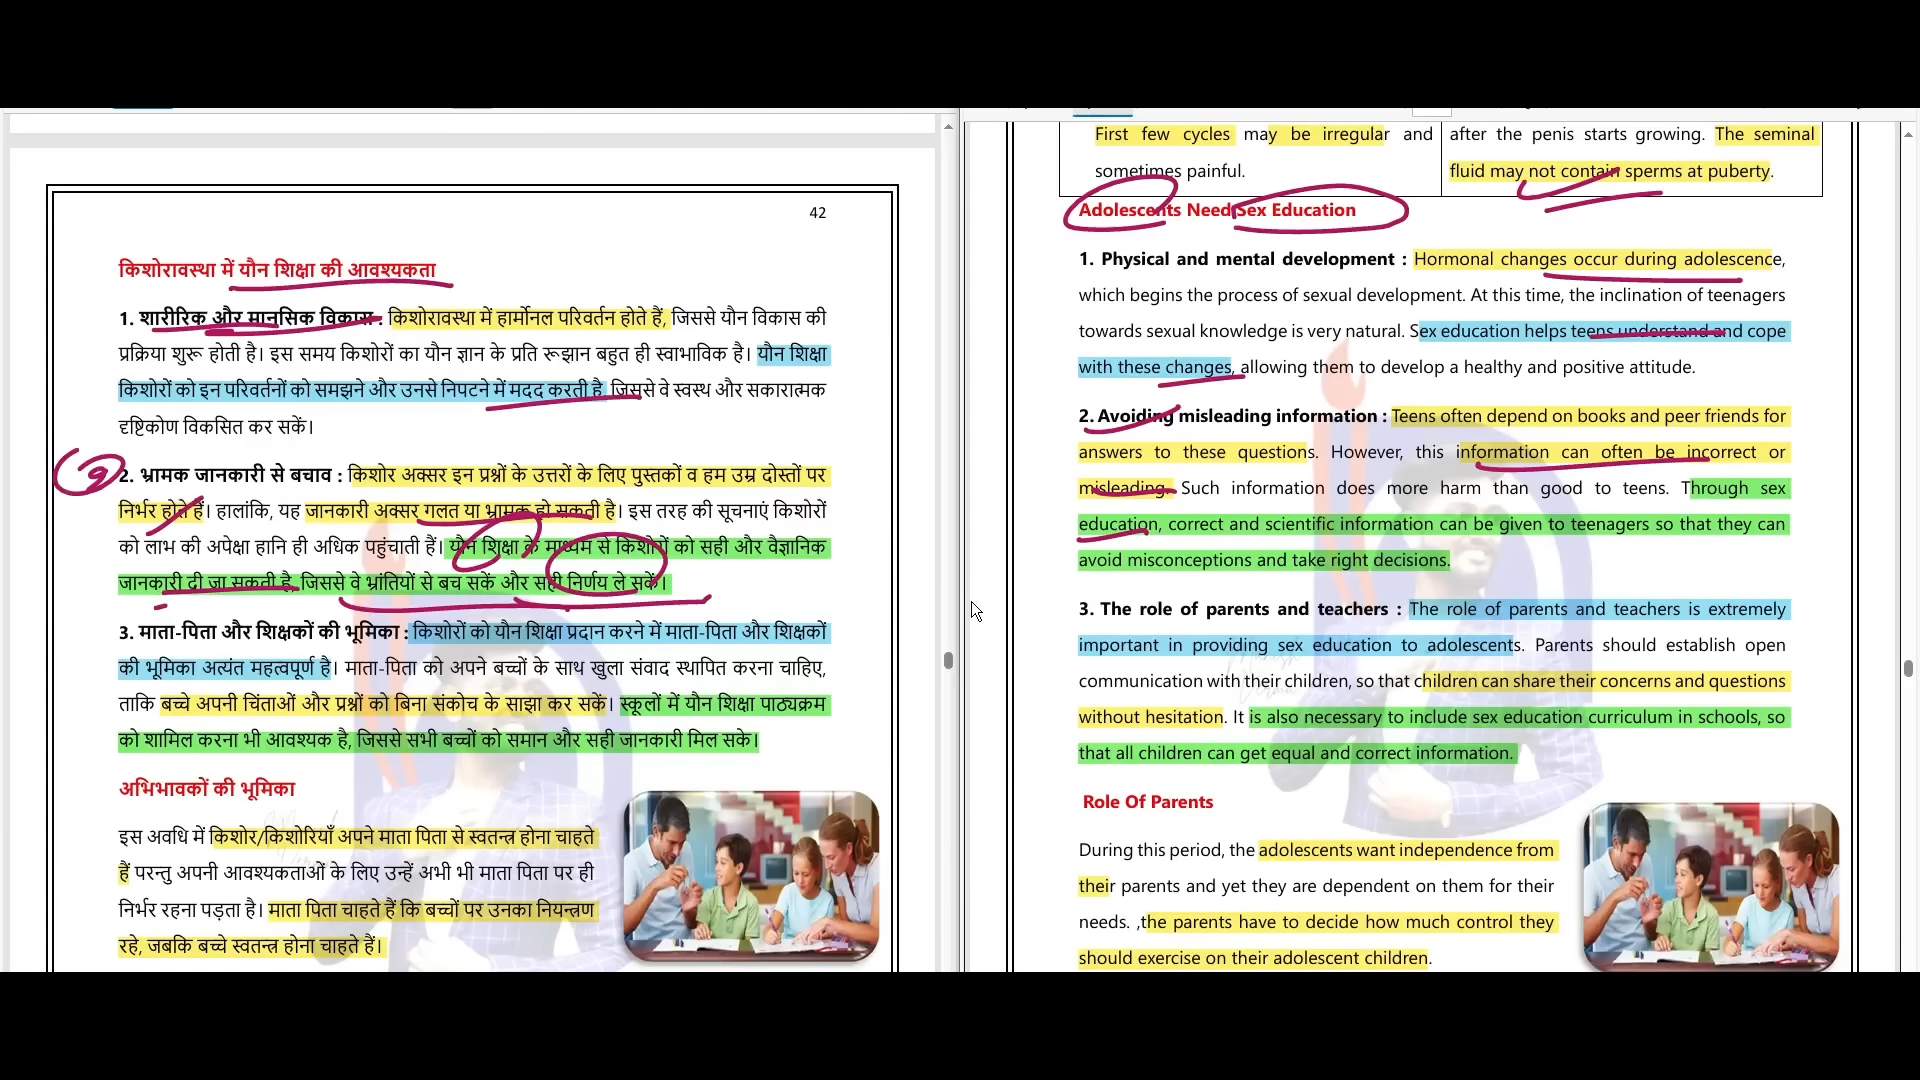 42
किशोरावस्था में यौन शिक्षा की आवश्यकता
1. शारीरिक और मानसिक विकास : किशोरावस्था में हार्मोनल परिवर्तन होते हैं, जिससे यौन विकास की
प्रक्रिया शुरू होती है। इस समय किशोरों का यौन ज्ञान के प्रति रूझान बहुत ही स्वाभाविक है। यौन शिक्षा
किशोरों को इन परिवर्तनों को समझने और उनसे निपटने में मदद करती है, जिससे वे स्वस्थ और सकारात्मक
दृष्टिकोण विकसित कर सकें।
2. भ्रामक जानकारी से बचाव : किशोर अक्सर इन प्रश्नों के उत्तरों के लिए पुस्तकों व हम उम्र दोस्तों पर
निर्भर होते हैं। हालांकि, यह जानकारी अक्सर गलत या भ्रामक हो सकती है। इस तरह की सूचनाएं किशोरों
को लाभ की अपेक्षा हानि ही अधिक पहुंचाती हैं। यौन शिक्षा के माध्यम से किशोरों को सही और वैज्ञानिक
जानकारी दी जा सकती है, जिससे वे भ्रांतियों से बच सकें और सही निर्णय ले सकें।
3. माता-पिता और शिक्षकों की भूमिका : किशोरों को यौन शिक्षा प्रदान करने में माता-पिता और शिक्षकों
की भूमिका अत्यंत महत्वपूर्ण है। माता-पिता को अपने बच्चों के साथ खुला संवाद स्थापित करना चाहिए,
ताकि बच्चे अपनी चिंताओं और प्रश्नों को बिना संकोच के साझा कर सकें। स्कूलों में यौन शिक्षा पाठ्यक्रम
को शामिल करना भी आवश्यक है, जिससे सभी बच्चों को समान और सही जानकारी मिल सके।
अभिभावकों की भूमिका
इस अवधि में किशोर/किशोरियाँ अपने माता पिता से स्वतन्त्र होना चाहते
हैं परन्तु अपनी आवश्यकताओं के लिए उन्हें अभी भी माता पिता पर ही
निर्भर रहना पड़ता है। माता पिता चाहते हैं कि बच्चों पर उनका नियन्त्रण
रहे, जबकि बच्चे स्वतन्त्र होना चाहते हैं।
First few cycles may be irregular and
sometimes painful.
after the penis starts growing. The seminal
fluid may not contain sperms at puberty.
Adolescents Need Sex Education
1. Physical and mental development : Hormonal changes occur during adolescence,
which begins the process of sexual development. At this time, the inclination of teenagers
towards sexual knowledge is very natural. Sex education helps teens understand and cope
with these changes, allowing them to develop a healthy and positive attitude.
2. Avoiding misleading information : Teens often depend on books and peer friends for
answers to these questions. However, this information can often be incorrect or
misleading. Such information does more harm than good to teens. Through sex
education, correct and scientific information can be given to teenagers so that they can
avoid misconceptions and take right decisions.
3. The role of parents and teachers : The role of parents and teachers is extremely
important in providing sex education to adolescents. Parents should establish open
communication with their children, so that children can share their concerns and questions
without hesitation. It is also necessary to include sex education curriculum in schools, so
that all children can get equal and correct information.
Role Of Parents
During this period, the adolescents want independence from
their parents and yet they are dependent on them for their
needs. ,the parents have to decide how much control they
should exercise on their adolescent children.